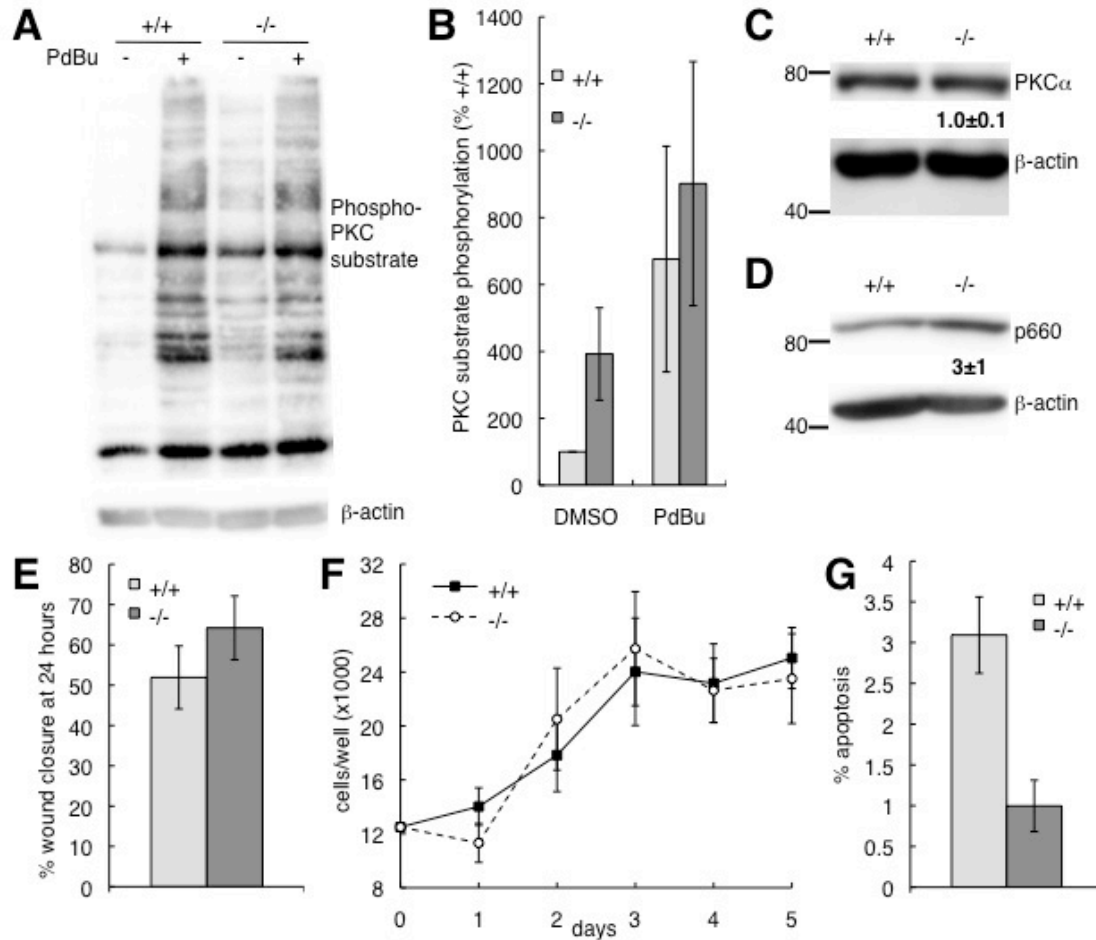 A
+/+ -/-
PdBu - + - +
Phospho-
PKC
substrate
β-actin
B
PKC substrate phosphorylation (% +/+)
1400
1200
1000
800
600
400
200
0
+/+
-/-
DMSO PdBu
C
+/+ -/-
80
PKCα
1.0±0.1
β-actin
40
D
+/+ -/-
p660
80
3±1
β-actin
40
E
% wound closure at 24 hours
80
70
60
50
40
30
20
10
0
+/+
-/-
F
cells/well (x1000)
32
28
24
20
16
12
8
+/+
-/-
0 1 2 3 4 5
days
G
% apoptosis
4
3.5
3
2.5
2
1.5
1
0.5
0
+/+
-/-